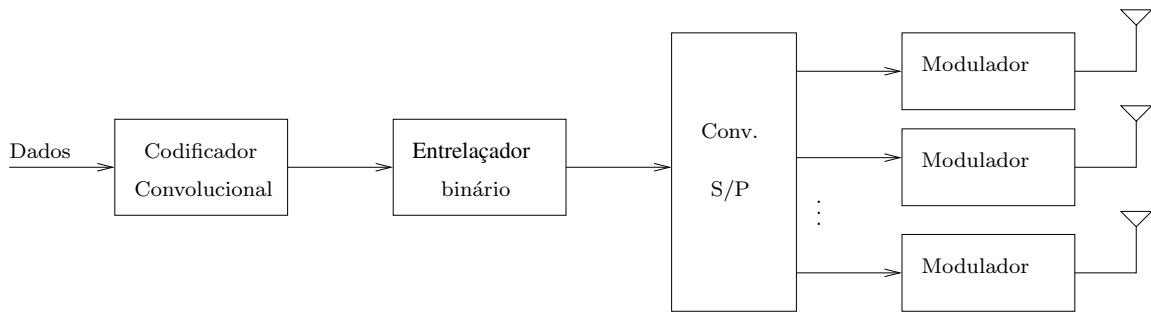 Dados
Codificador
Convolucional
Entrelaçador
binário
Conv.
S/P
Modulador
Modulador
Modulador